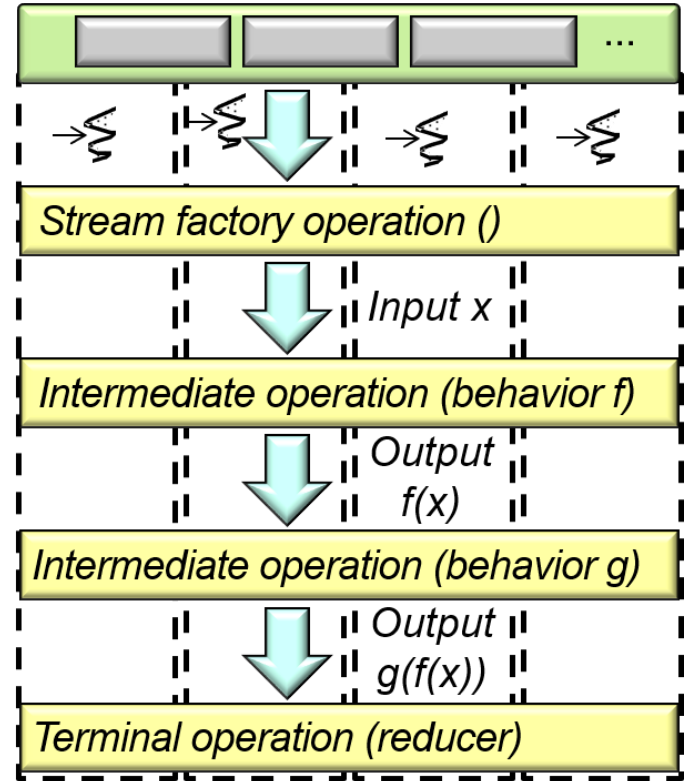 ...
Stream factory operation ()
Input x
Intermediate operation (behavior f)
Output
f(x)
Intermediate operation (behavior g)
Output
g(f(x))
Terminal operation (reducer)